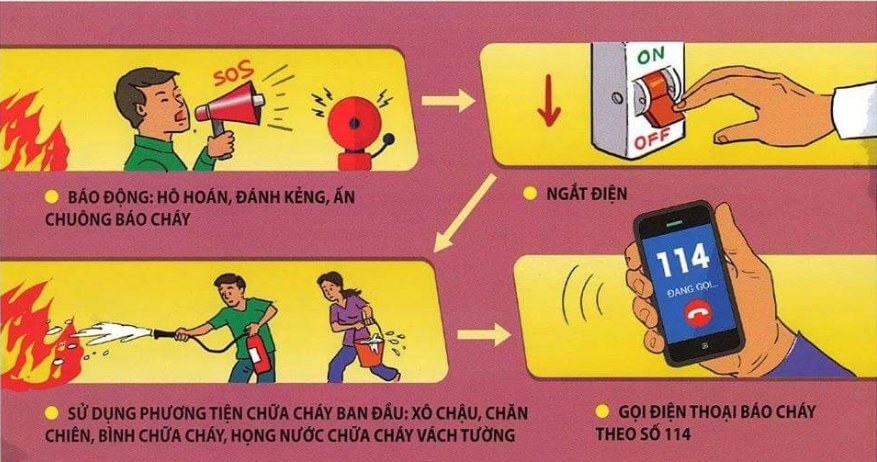 SOS
BÁO ĐỘNG: HÔ HOÁN, ĐÁNH KẺNG, ẤN
CHUÔNG BÁO CHÁY
ON
OFF
NGẮT ĐIỆN
SỬ DỤNG PHƯƠNG TIỆN CHỮA CHÁY BAN ĐẦU: XÔ CHẬU, CHĂN
CHIÊN, BÌNH CHỮA CHÁY, HỌNG NƯỚC CHỮA CHÁY VÁCH TƯỜNG
114
ĐANG GỌI...
GỌI ĐIỆN THOẠI BÁO CHÁY
THEO SỐ 114